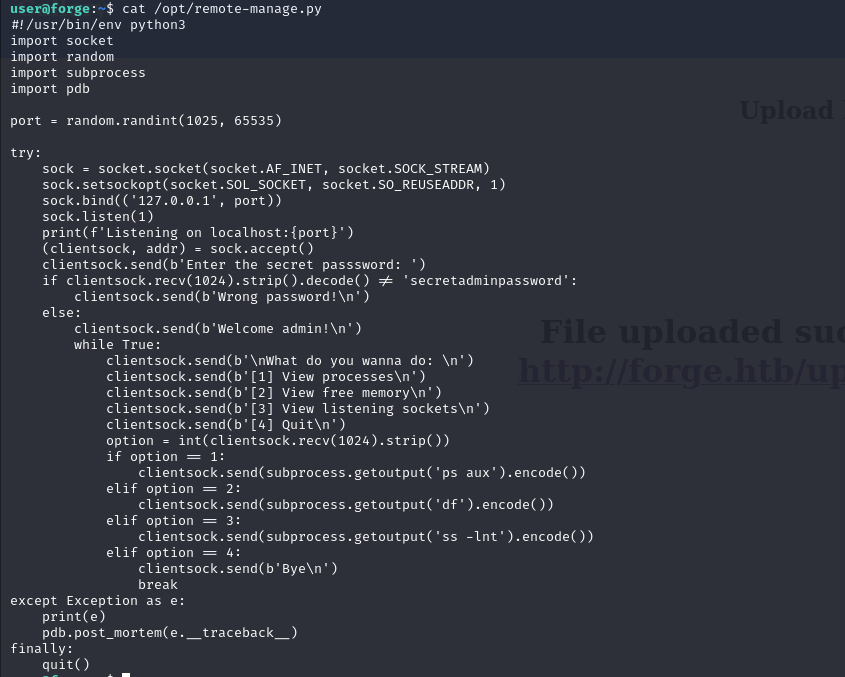 user@forge:~$ cat /opt/remote-manage.py
#!/usr/bin/env python3
import socket
import random
import subprocess
import pdb
port = random.randint(1025, 65535)
Upload
try:
    sock = socket.socket(socket.AF_INET, socket.SOCK_STREAM)
    sock.setsockopt(socket.SOL_SOCKET, socket.SO_REUSEADDR, 1)
    sock.bind(('127.0.0.1', port))
    sock.listen(1)
    print(f'Listening on localhost:{port}')
    (clientsock, addr) = sock.accept()
    clientsock.send(b'Enter the secret passsword: ')
    if clientsock.recv(1024).strip().decode() != 'secretadminpassword':
        clientsock.send(b'Wrong password!\n')
    else:
        clientsock.send(b'Welcome admin!\n')
        while True:
            clientsock.send(b'\nWhat do you wanna do: \n')
            clientsock.send(b'[1] View processes\n')
            clientsock.send(b'[2] View free memory\n')
            clientsock.send(b'[3] View listening sockets\n')
            clientsock.send(b'[4] Quit\n')
            option = int(clientsock.recv(1024).strip())
            if option == 1:
                clientsock.send(subprocess.getoutput('ps aux').encode())
            elif option == 2:
                clientsock.send(subprocess.getoutput('df').encode())
            elif option == 3:
                clientsock.send(subprocess.getoutput('ss -lnt').encode())
            elif option == 4:
                clientsock.send(b'Bye\n')
                break
except Exception as e:
    print(e)
    pdb.post_mortem(e.__traceback__)
finally:
    quit()
File uploaded suc
http://forge.htb/up